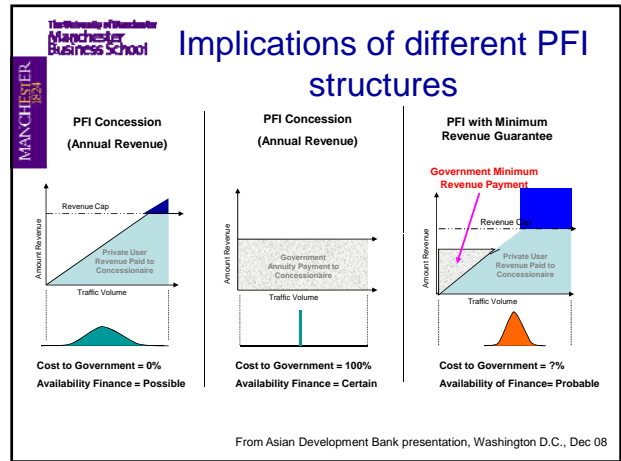 The University of Manchester
Manchester
Business School
MANCHESTER
1824
Implications of different PFI
structures
PFI Concession
(Annual Revenue)
Revenue Cap
Amount Revenue
Private User
Revenue Paid to
Concessionaire
Traffic Volume
Cost to Government = 0%
Availability Finance = Possible
PFI Concession
(Annual Revenue)
Amount Revenue
Government
Annuity Payment to
Concessionaire
Traffic Volume
Cost to Government = 100%
Availability Finance = Certain
PFI with Minimum
Revenue Guarantee
Government Minimum
Revenue Payment
Revenue Cap
Amount Revenue
Private User
Revenue Paid to
Concessionaire
Traffic Volume
Cost to Government = ?%
Availability of Finance= Probable
From Asian Development Bank presentation, Washington D.C., Dec 08